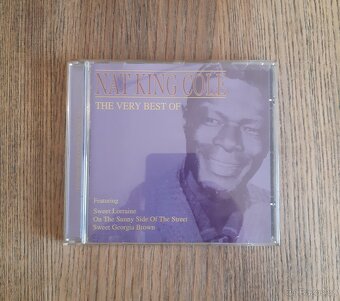 NAT KING COLE
THE VERY BEST OF
Featuring
Sweet Lorraine
On The Sunny Side Of The Street
Sweet Georgia Brown